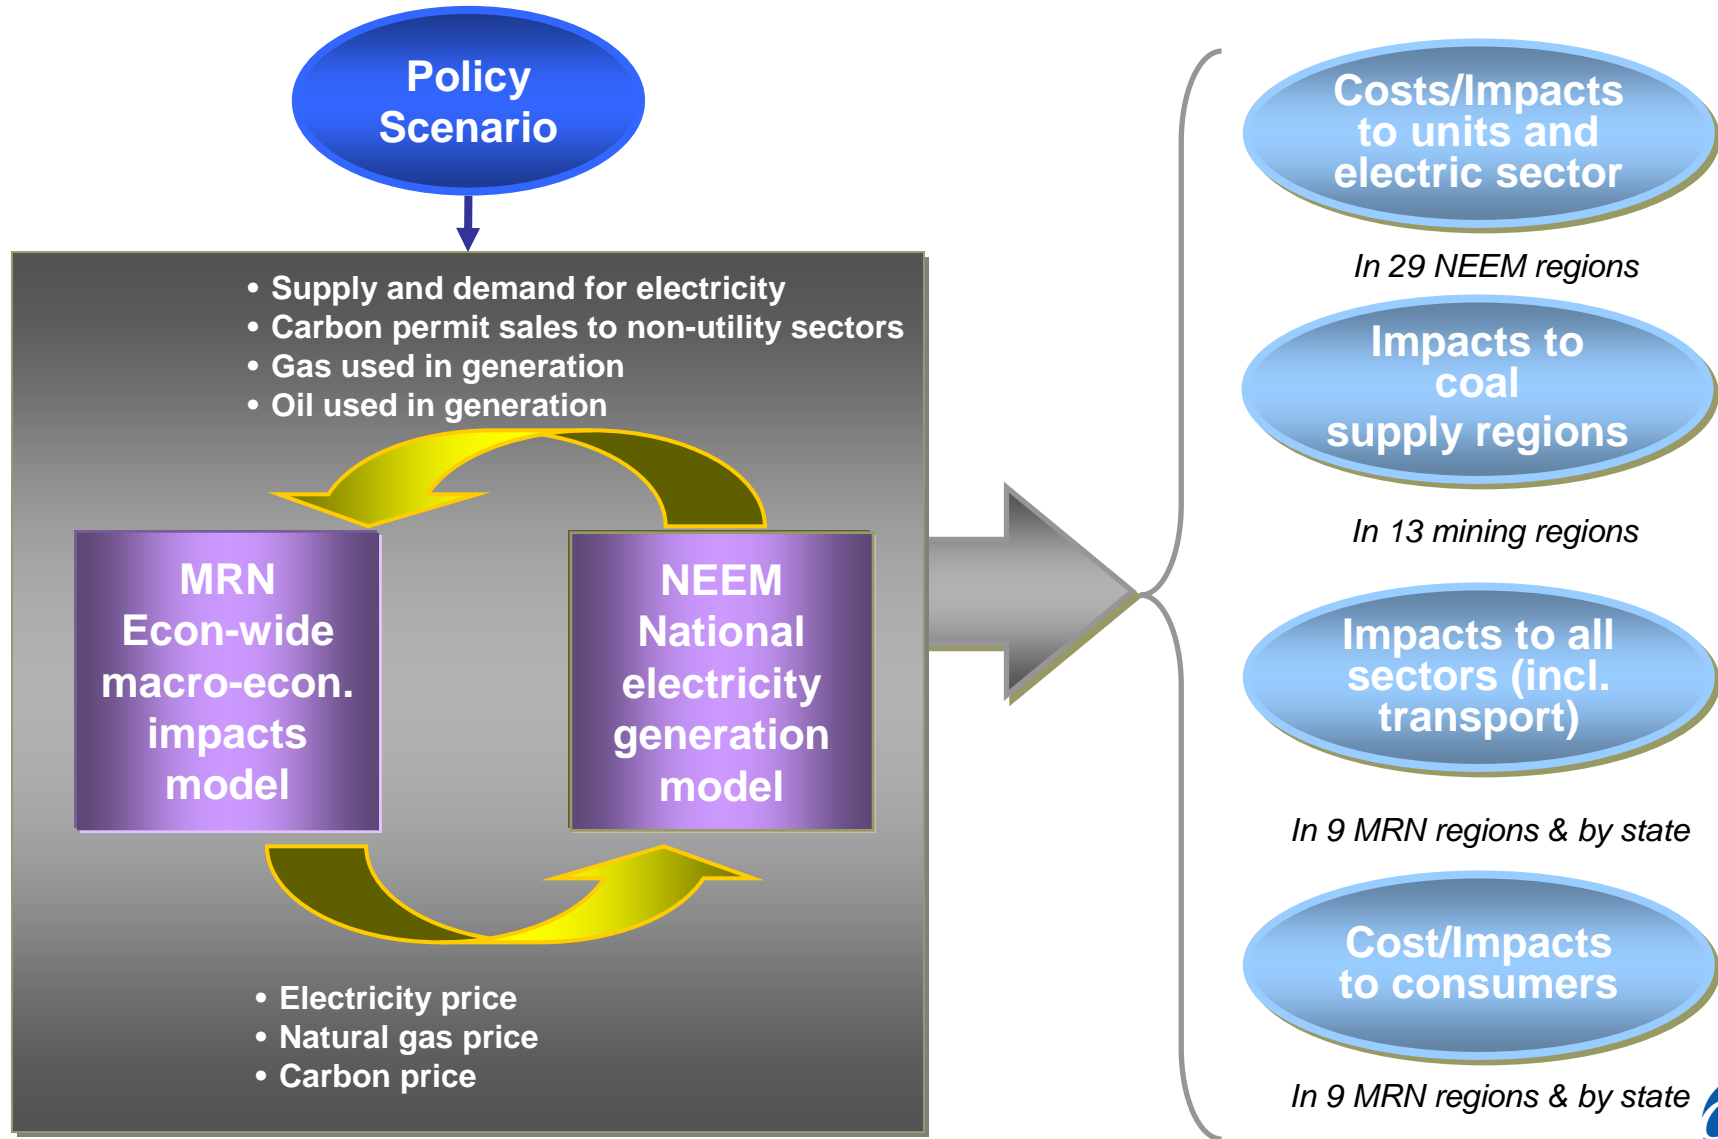 Policy
Scenario
• Supply and demand for electricity
• Carbon permit sales to non-utility sectors
• Gas used in generation
• Oil used in generation
MRN
Econ-wide
macro-econ.
impacts
model
NEEM
National
electricity
generation
model
• Electricity price
• Natural gas price
• Carbon price
Costs/Impacts
to units and
electric sector
In 29 NEEM regions
Impacts to
coal
supply regions
In 13 mining regions
Impacts to all
sectors (incl.
transport)
In 9 MRN regions & by state
Cost/Impacts
to consumers
In 9 MRN regions & by state